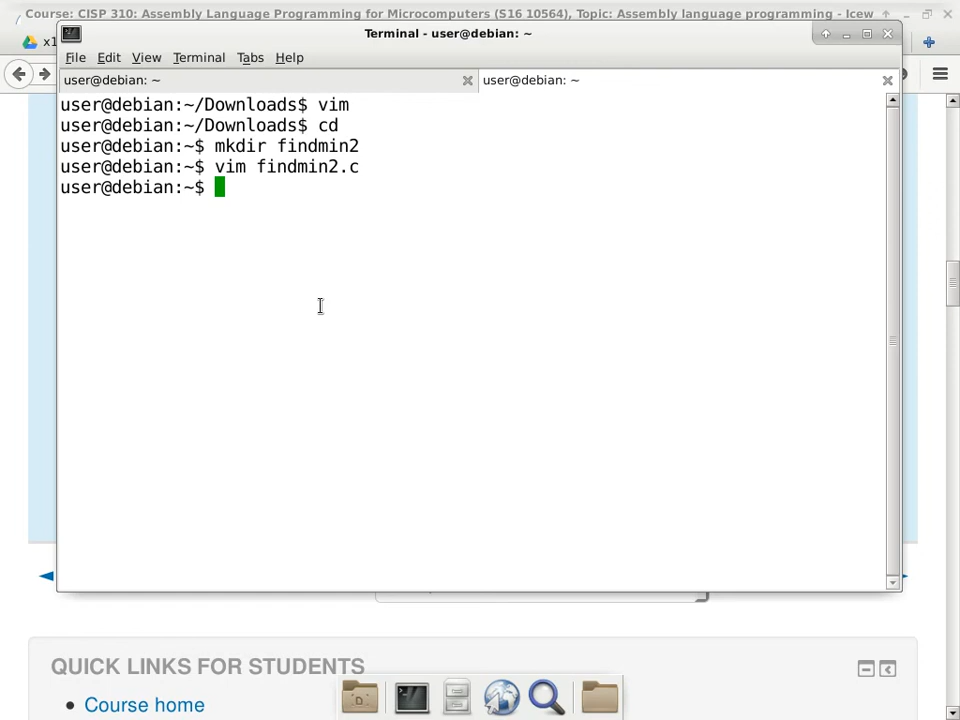 Course: CISP 310: Assembly Language Programming for Microcomputers (S16 10564), Topic: Assembly language programming - Icew
x1
Terminal - user@debian: ~
File Edit View Terminal Tabs Help
user@debian: ~ user@debian: ~
user@debian:~/Downloads$ vim
user@debian:~/Downloads$ cd
user@debian:~$ mkdir findmin2
user@debian:~$ vim findmin2.c
user@debian:~$
QUICK LINKS FOR STUDENTS
Course home